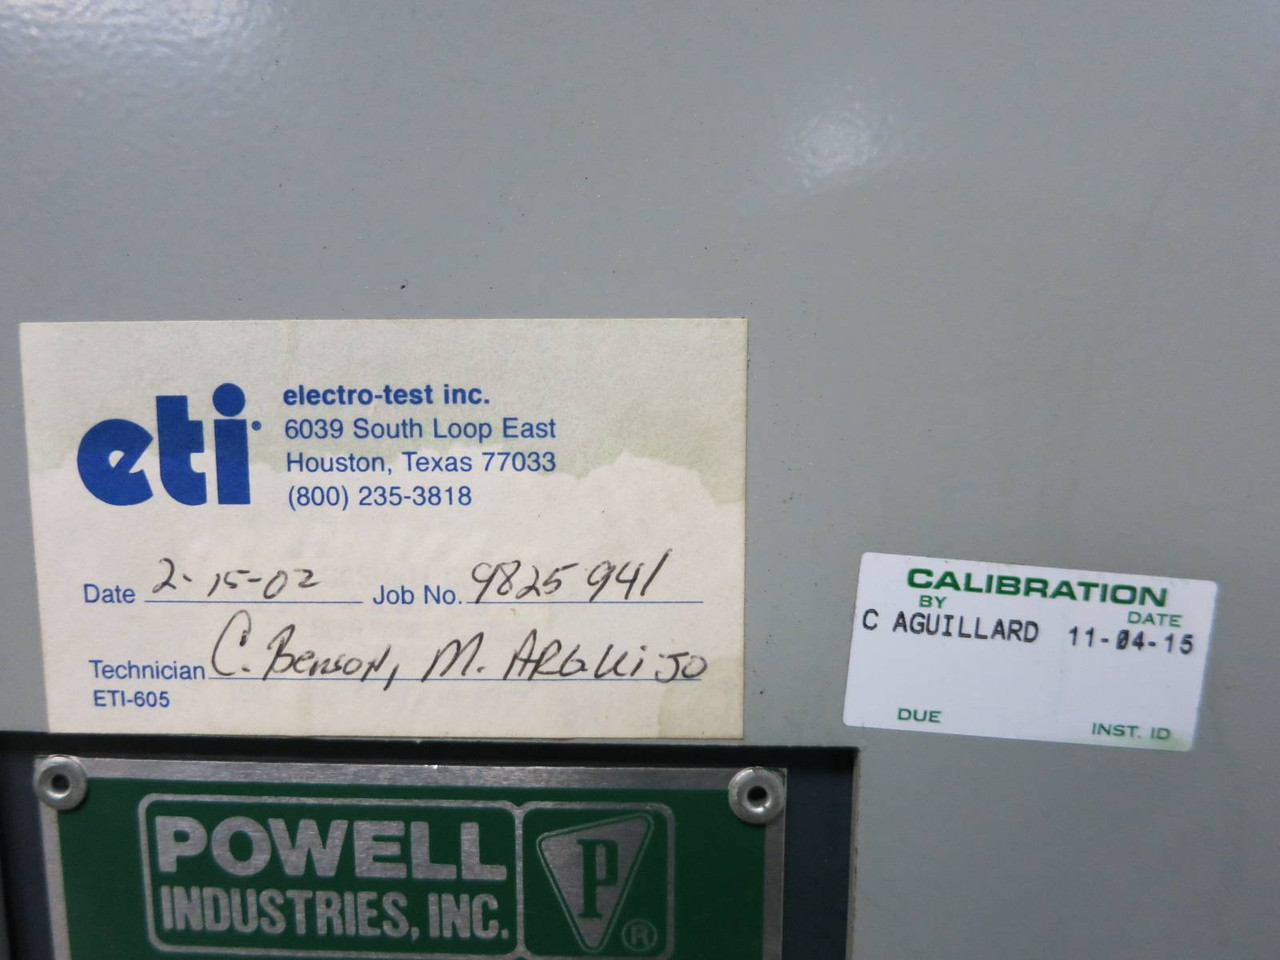 eti
electro-test inc.
6039 South Loop East
Houston, Texas 77033
(800) 235-3818
Date 2-15-02 Job No. 9825941
Technician C. Benson, M. ARGUIJO
ETI-605
CALIBRATION
BY DATE
C AGUILLARD 11-04-15
DUE INST. ID
POWELL
INDUSTRIES, INC.
P
®